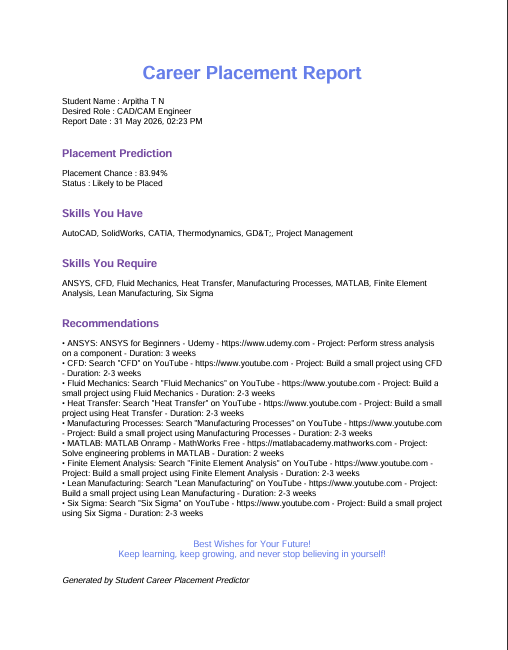 Career Placement Report
Student Name : Arpitha T N
Desired Role : CAD/CAM Engineer
Report Date : 31 May 2026, 02:23 PM
Placement Prediction
Placement Chance : 83.94%
Status : Likely to be Placed
Skills You Have
AutoCAD, SolidWorks, CATIA, Thermodynamics, GD&T;, Project Management
Skills You Require
ANSYS, CFD, Fluid Mechanics, Heat Transfer, Manufacturing Processes, MATLAB, Finite Element
Analysis, Lean Manufacturing, Six Sigma
Recommendations
• ANSYS: ANSYS for Beginners - Udemy - https://www.udemy.com - Project: Perform stress analysis
on a component - Duration: 3 weeks
• CFD: Search "CFD" on YouTube - https://www.youtube.com - Project: Build a small project using CFD
- Duration: 2-3 weeks
• Fluid Mechanics: Search "Fluid Mechanics" on YouTube - https://www.youtube.com - Project: Build a
small project using Fluid Mechanics - Duration: 2-3 weeks
• Heat Transfer: Search "Heat Transfer" on YouTube - https://www.youtube.com - Project: Build a small
project using Heat Transfer - Duration: 2-3 weeks
• Manufacturing Processes: Search "Manufacturing Processes" on YouTube - https://www.youtube.com
- Project: Build a small project using Manufacturing Processes - Duration: 2-3 weeks
• MATLAB: MATLAB Onramp - MathWorks Free - https://matlabacademy.mathworks.com - Project:
Solve engineering problems in MATLAB - Duration: 2 weeks
• Finite Element Analysis: Search "Finite Element Analysis" on YouTube - https://www.youtube.com -
Project: Build a small project using Finite Element Analysis - Duration: 2-3 weeks
• Lean Manufacturing: Search "Lean Manufacturing" on YouTube - https://www.youtube.com - Project:
Build a small project using Lean Manufacturing - Duration: 2-3 weeks
• Six Sigma: Search "Six Sigma" on YouTube - https://www.youtube.com - Project: Build a small project
using Six Sigma - Duration: 2-3 weeks
Best Wishes for Your Future!
Keep learning, keep growing, and never stop believing in yourself!
Generated by Student Career Placement Predictor